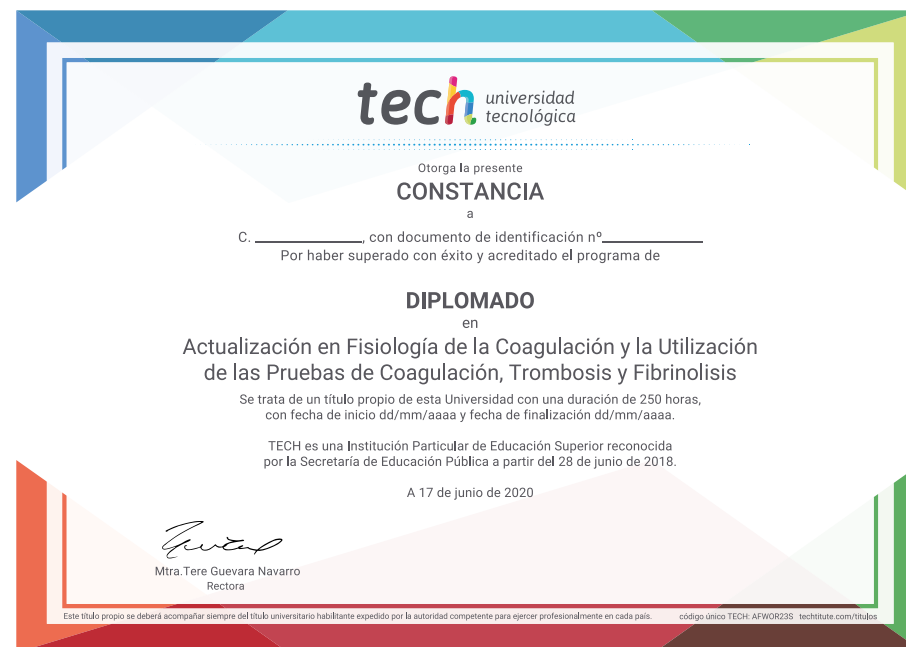 tech universidad
tecnológica
Otorga la presente
CONSTANCIA
a
C. ____________, con documento de identificación nº____________
Por haber superado con éxito y acreditado el programa de
DIPLOMADO
en
Actualización en Fisiología de la Coagulación y la Utilización
de las Pruebas de Coagulación, Trombosis y Fibrinolisis
Se trata de un título propio de esta Universidad con una duración de 250 horas,
con fecha de inicio dd/mm/aaaa y fecha de finalización dd/mm/aaaa.
TECH es una Institución Particular de Educación Superior reconocida
por la Secretaría de Educación Pública a partir del 28 de junio de 2018.
A 17 de junio de 2020
Mtra.Tere Guevara Navarro
Rectora
Este título propio se deberá acompañar siempre del título universitario habilitante expedido por la autoridad competente para ejercer profesionalmente en cada país. código único TECH: AFWOR23S techtitute.com/titulos